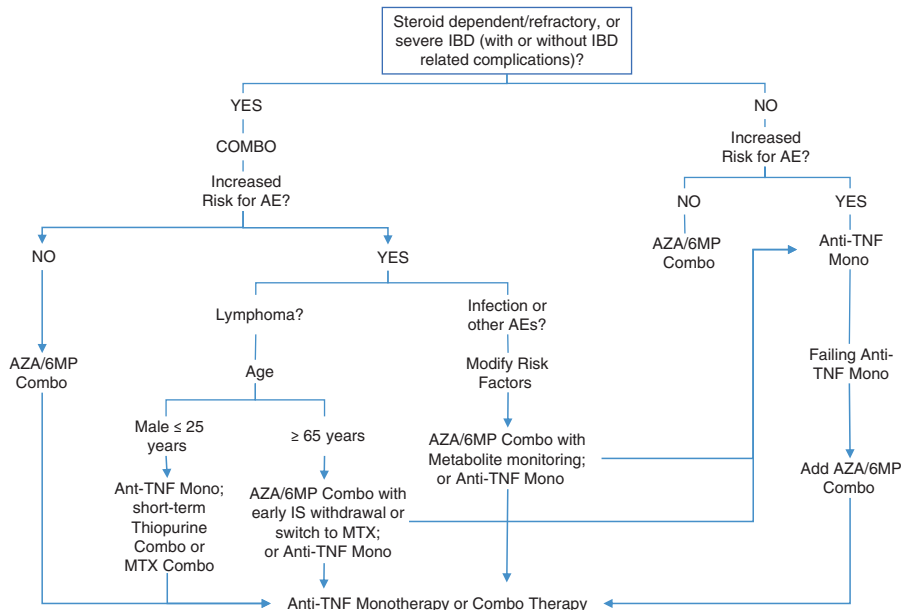 Steroid dependent/refractory, or
severe IBD (with or without IBD
related complications)?
YES
COMBO
Increased
Risk for AE?
NO
Increased
Risk for AE?
NO
AZA/6MP
Combo
YES
Anti-TNF
Mono
NO
AZA/6MP
Combo
YES
Lymphoma?
Age
Male ≤ 25
years
Ant-TNF Mono;
short-term
Thiopurine
Combo or
MTX Combo
≥ 65 years
AZA/6MP Combo with
early IS withdrawal or
switch to MTX;
or Anti-TNF Mono
Infection or
other AEs?
Modify Risk
Factors
AZA/6MP Combo with
Metabolite monitoring;
or Anti-TNF Mono
Failing Anti-
TNF Mono
Add AZA/6MP
Combo
Anti-TNF Monotherapy or Combo Therapy